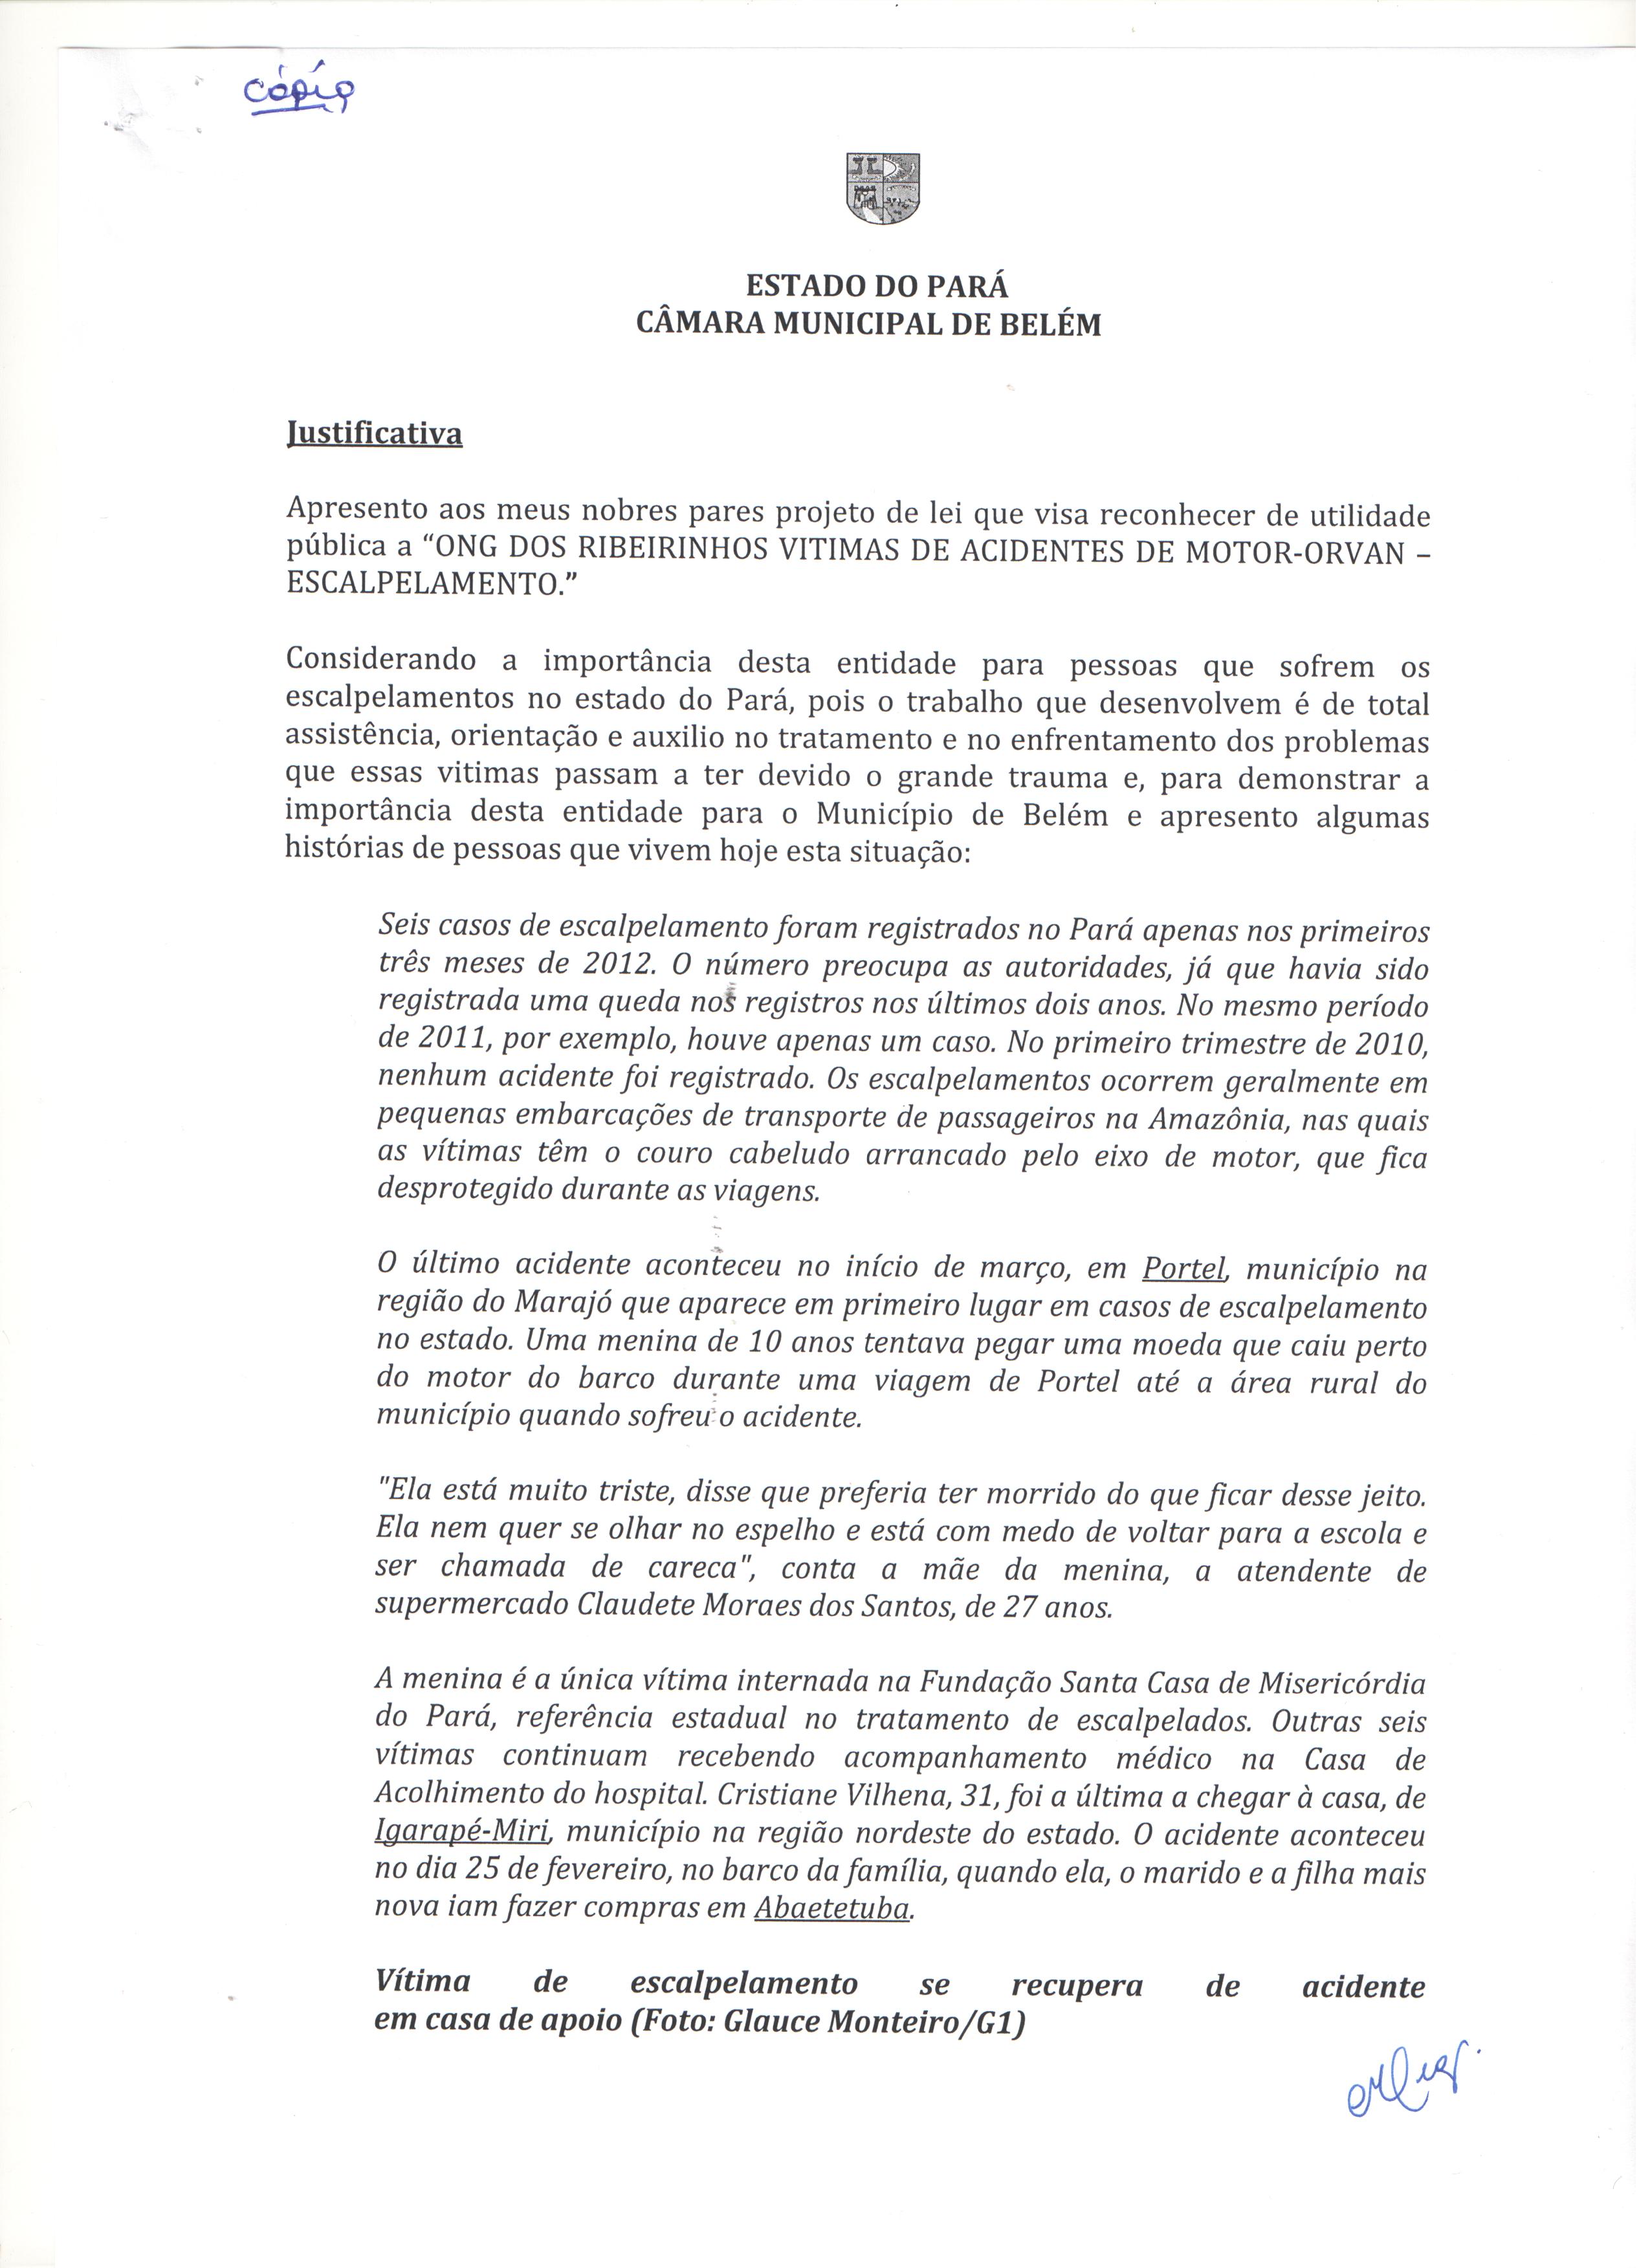 cópia
ESTADO DO PARÁ
CÂMARA MUNICIPAL DE BELÉM
Justificativa
Apresento aos meus nobres pares projeto de lei que visa reconhecer de utilidade
pública a “ONG DOS RIBEIRINHOS VITIMAS DE ACIDENTES DE MOTOR-ORVAN –
ESCALPELAMENTO.”
Considerando a importância desta entidade para pessoas que sofrem os
escalpelamentos no estado do Pará, pois o trabalho que desenvolvem é de total
assistência, orientação e auxilio no tratamento e no enfrentamento dos problemas
que essas vitimas passam a ter devido o grande trauma e, para demonstrar a
importância desta entidade para o Município de Belém e apresento algumas
histórias de pessoas que vivem hoje esta situação:
Seis casos de escalpelamento foram registrados no Pará apenas nos primeiros
três meses de 2012. O número preocupa as autoridades, já que havia sido
registrada uma queda nos registros nos últimos dois anos. No mesmo período
de 2011, por exemplo, houve apenas um caso. No primeiro trimestre de 2010,
nenhum acidente foi registrado. Os escalpelamentos ocorrem geralmente em
pequenas embarcações de transporte de passageiros na Amazônia, nas quais
as vítimas têm o couro cabeludo arrancado pelo eixo de motor, que fica
desprotegido durante as viagens.
O último acidente aconteceu no início de março, em Portel, município na
região do Marajó que aparece em primeiro lugar em casos de escalpelamento
no estado. Uma menina de 10 anos tentava pegar uma moeda que caiu perto
do motor do barco durante uma viagem de Portel até a área rural do
município quando sofreu o acidente.
"Ela está muito triste, disse que preferia ter morrido do que ficar desse jeito.
Ela nem quer se olhar no espelho e está com medo de voltar para a escola e
ser chamada de careca", conta a mãe da menina, a atendente de
supermercado Claudete Moraes dos Santos, de 27 anos.
A menina é a única vítima internada na Fundação Santa Casa de Misericórdia
do Pará, referência estadual no tratamento de escalpelados. Outras seis
vítimas continuam recebendo acompanhamento médico na Casa de
Acolhimento do hospital. Cristiane Vilhena, 31, foi a última a chegar à casa, de
Igarapé-Miri, município na região nordeste do estado. O acidente aconteceu
no dia 25 de fevereiro, no barco da família, quando ela, o marido e a filha mais
nova iam fazer compras em Abaetetuba.
Vítima de escalpelamento se recupera de acidente
em casa de apoio (Foto: Glauce Monteiro/G1)